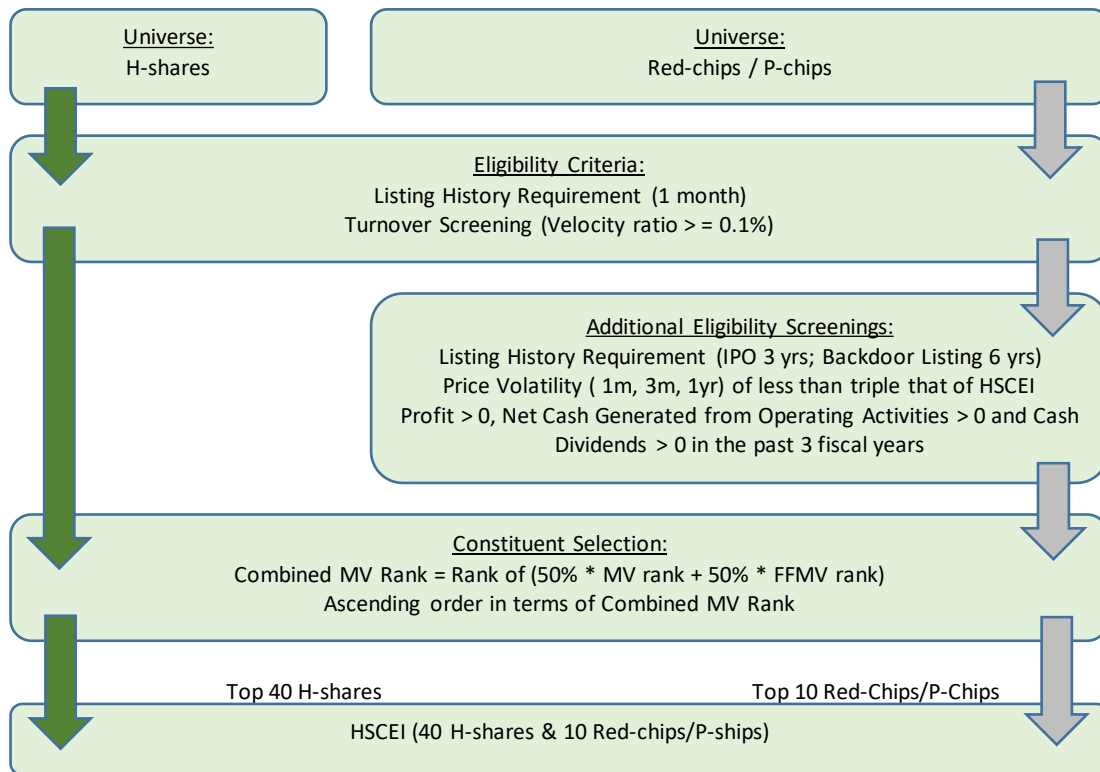 Universe:
H-shares
Universe:
Red-chips / P-chips
Eligibility Criteria:
Listing History Requirement (1 month)
Turnover Screening (Velocity ratio > = 0.1%)
Additional Eligibility Screenings:
Listing History Requirement (IPO 3 yrs; Backdoor Listing 6 yrs)
Price Volatility ( 1m, 3m, 1yr) of less than triple that of HSCEI
Profit > 0, Net Cash Generated from Operating Activities > 0 and Cash
Dividends > 0 in the past 3 fiscal years
Constituent Selection:
Combined MV Rank = Rank of (50% * MV rank + 50% * FFMV rank)
Ascending order in terms of Combined MV Rank
Top 40 H-shares
Top 10 Red-Chips/P-Chips
HSCEI (40 H-shares & 10 Red-chips/P-ships)